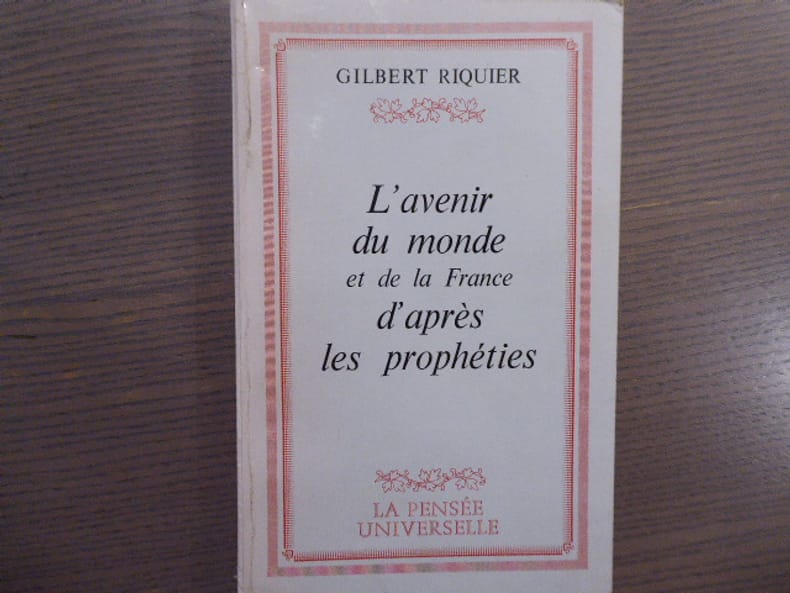 GILBERT RIQUIER
L'avenir
du monde
et de la France
d'après
les prophéties
LA PENSÉE
UNIVERSELLE